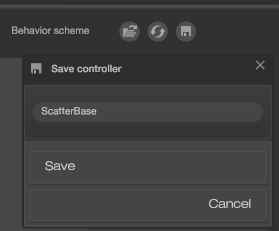 Behavior scheme
Save controller
ScatterBase
Save
Cancel